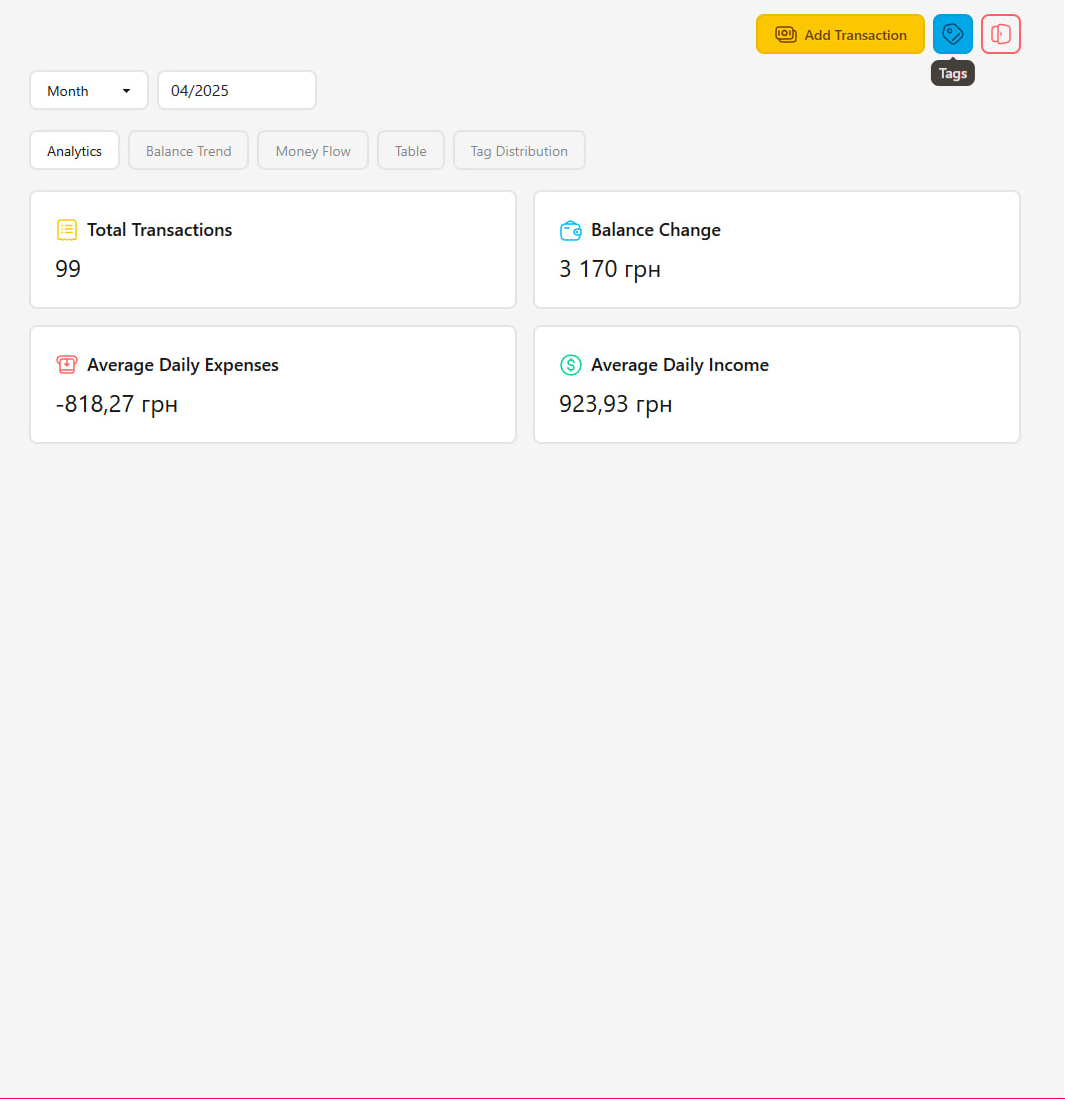 Add Transaction
Tags
Month
04/2025
Analytics
Balance Trend
Money Flow
Table
Tag Distribution
Total Transactions
99
Balance Change
3 170 грн
Average Daily Expenses
-818,27 грн
Average Daily Income
923,93 грн